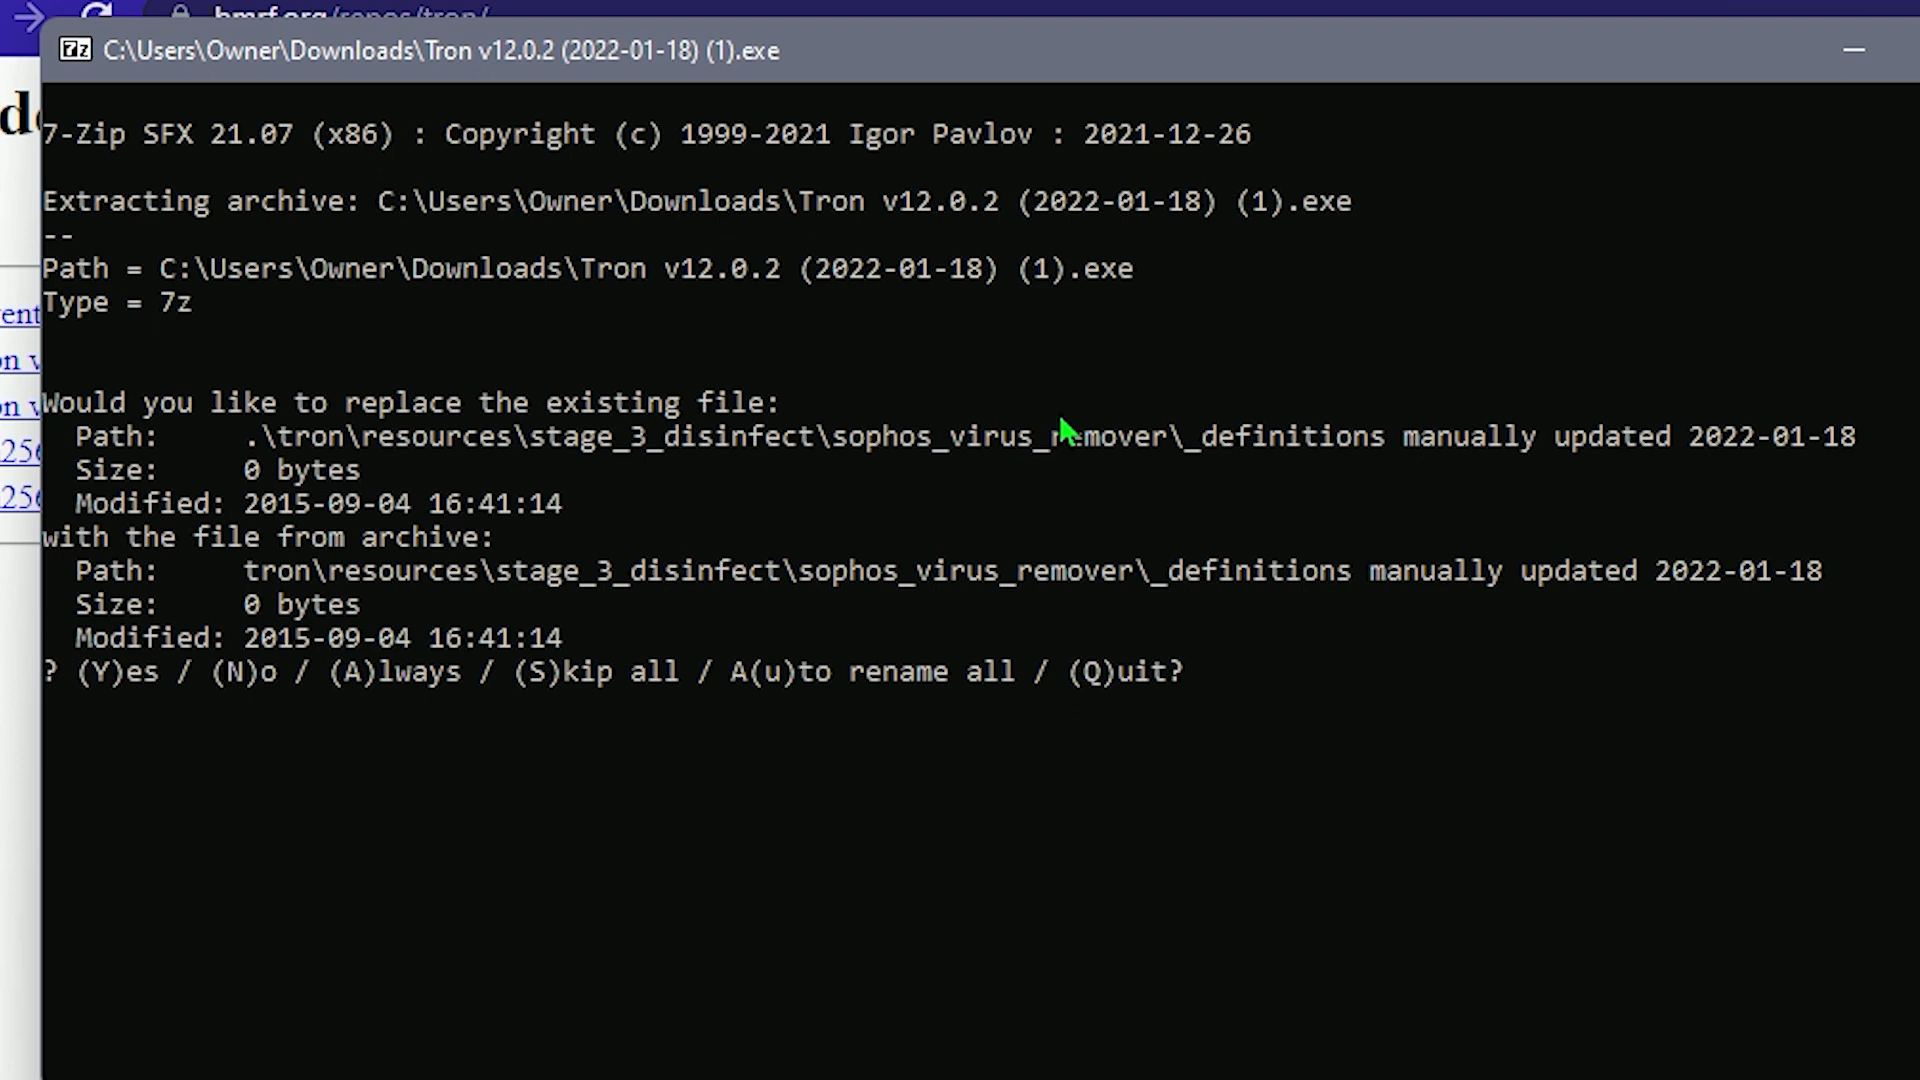 bmrf.org/repos/tron/
C:\Users\Owner\Downloads\Tron v12.0.2 (2022-01-18) (1).exe
7-Zip SFX 21.07 (x86) : Copyright (c) 1999-2021 Igor Pavlov : 2021-12-26
Extracting archive: C:\Users\Owner\Downloads\Tron v12.0.2 (2022-01-18) (1).exe
--
Path = C:\Users\Owner\Downloads\Tron v12.0.2 (2022-01-18) (1).exe
Type = 7z
Would you like to replace the existing file:
Path:     .\tron\resources\stage_3_disinfect\sophos_virus_remover\_definitions manually updated 2022-01-18
Size:     0 bytes
Modified: 2015-09-04 16:41:14
with the file from archive:
Path:     tron\resources\stage_3_disinfect\sophos_virus_remover\_definitions manually updated 2022-01-18
Size:     0 bytes
Modified: 2015-09-04 16:41:14
? (Y)es / (N)o / (A)lways / (S)kip all / A(u)to rename all / (Q)uit?